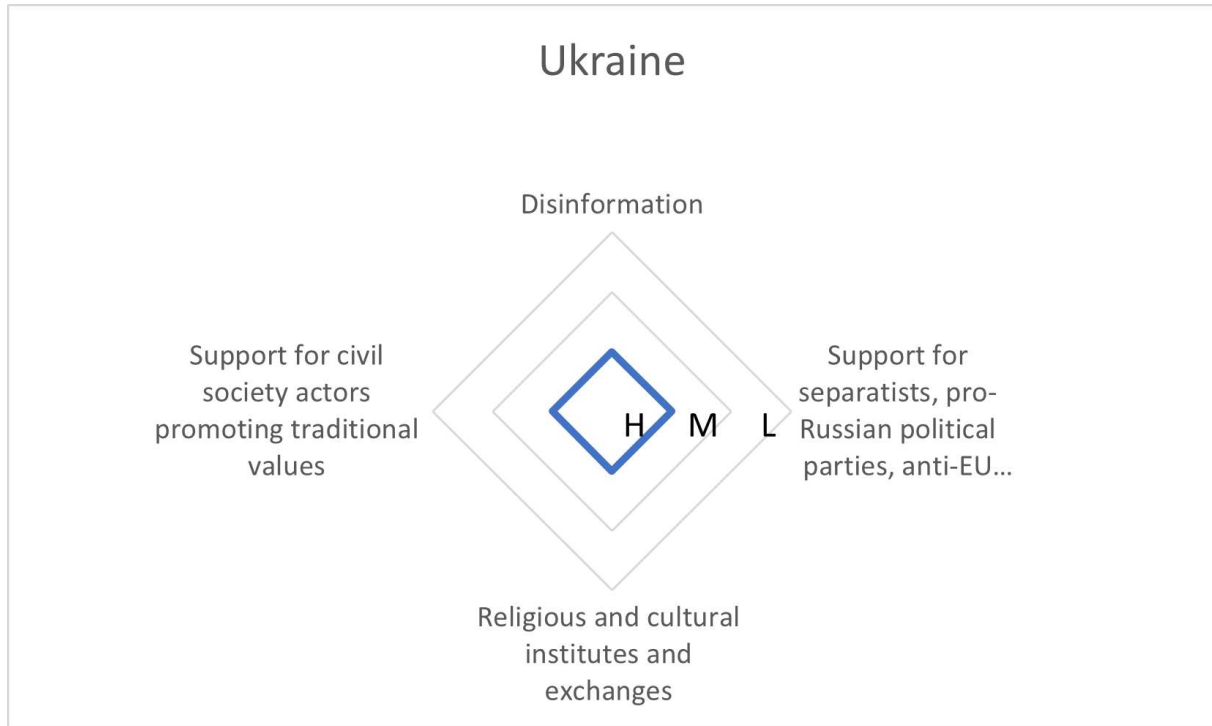 Ukraine
Disinformation
Support for civil
society actors
promoting traditional
values
H
M
L
Support for
separatists, pro-
Russian political
parties, anti-EU...
Religious and cultural
institutes and
exchanges